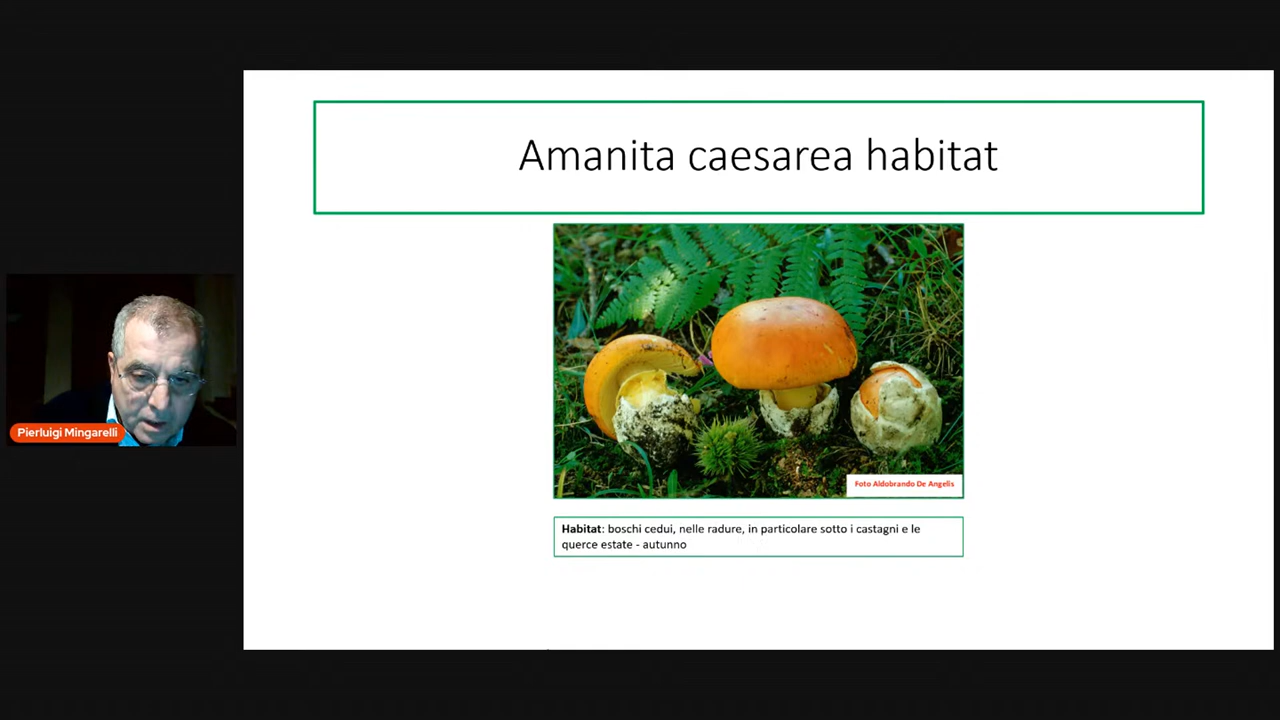 Amanita caesarea habitat
Pierluigi Mingarelli
Foto Aldobrando De Angelis
Habitat: boschi cedui, nelle radure, in particolare sotto i castagni e le
querce estate - autunno